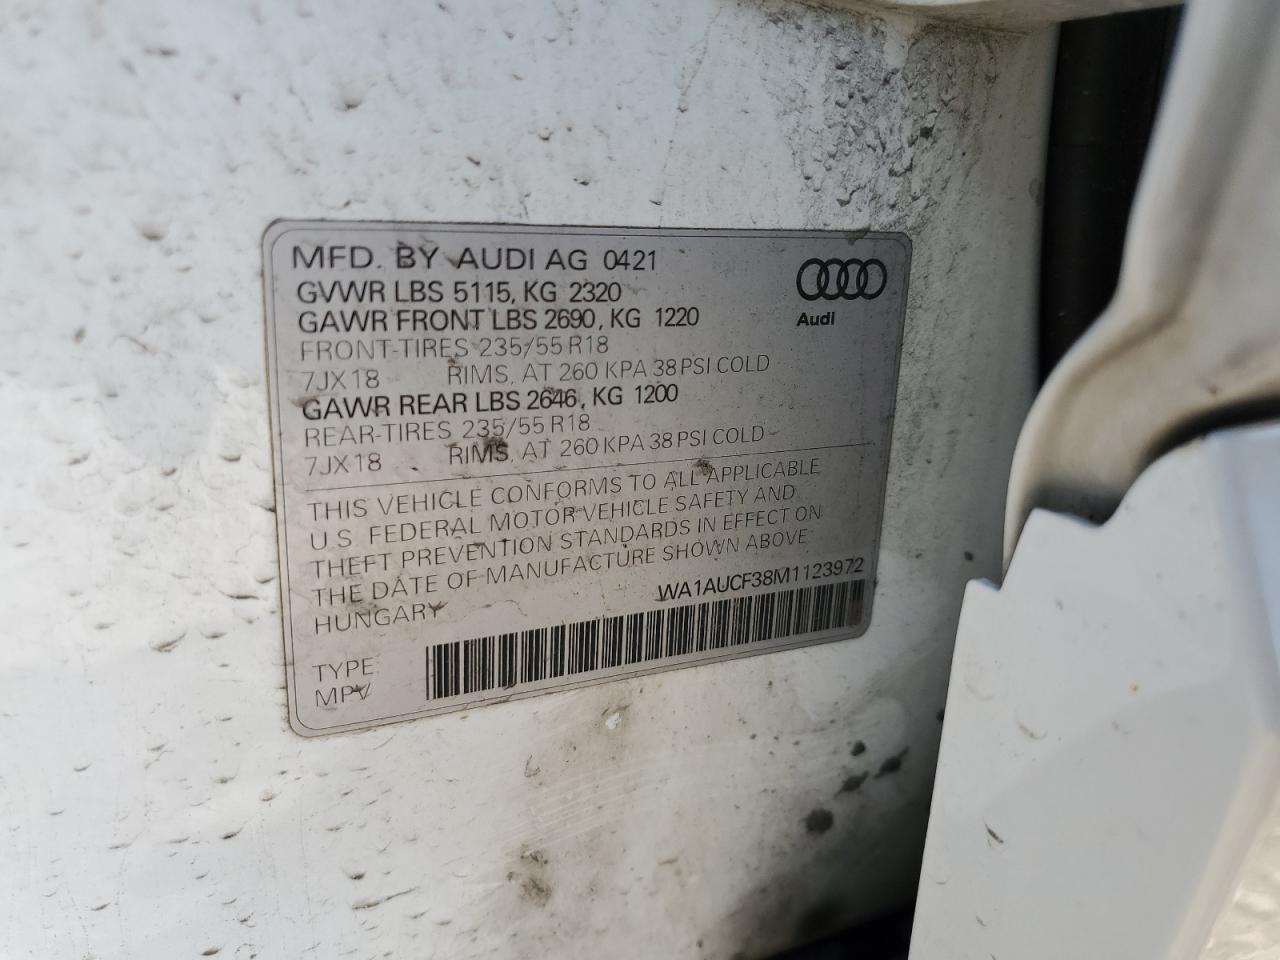 MFD. BY AUDI AG 0421
GVWR LBS 5115, KG 2320
GAWR FRONT LBS 2690, KG 1220
FRONT-TIRES 235/55 R18
7JX18 RIMS, AT 260 KPA 38 PSI COLD
GAWR REAR LBS 2646, KG 1200
REAR-TIRES 235/55 R18
7JX18 RIMS, AT 260 KPA 38 PSI COLD
Audi
THIS VEHICLE CONFORMS TO ALL APPLICABLE
U.S. FEDERAL MOTOR VEHICLE SAFETY AND
THEFT PREVENTION STANDARDS IN EFFECT ON
THE DATE OF MANUFACTURE SHOWN ABOVE
HUNGARY
WA1AUCF38M1123972
TYPE
MPV